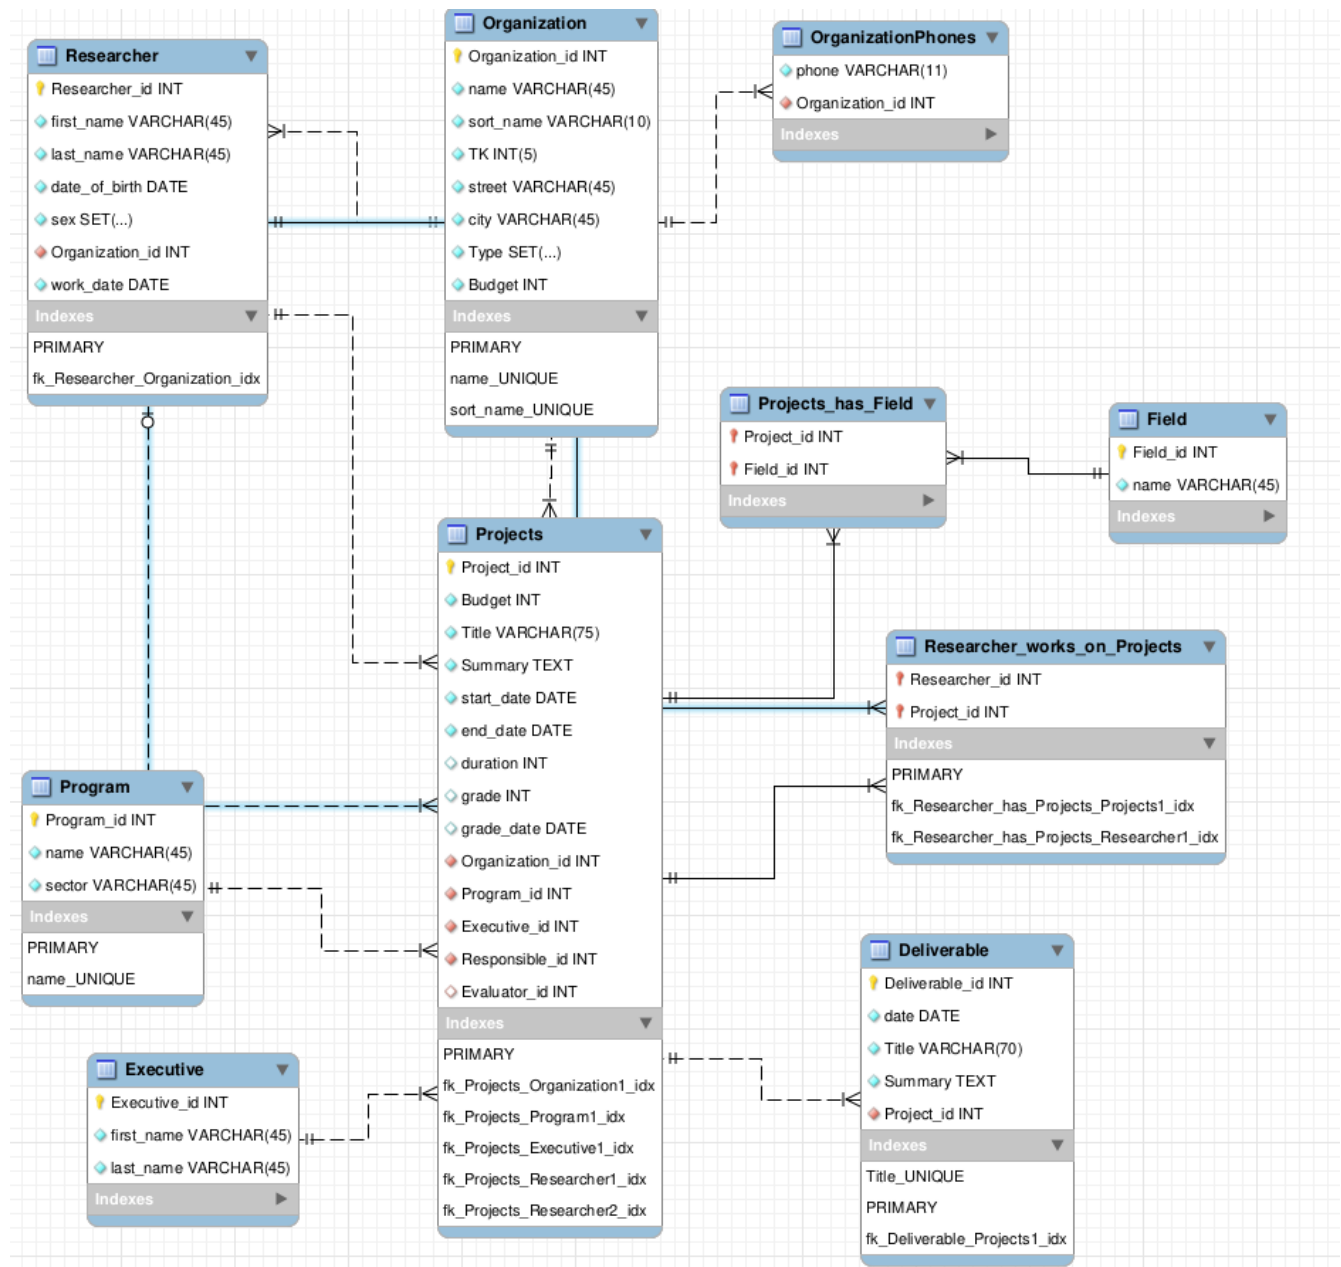 Researcher
Researcher_id INT
first_name VARCHAR(45)
last_name VARCHAR(45)
date_of_birth DATE
sex SET(...)
Organization_id INT
work_date DATE
Indexes
PRIMARY
fk_Researcher_Organization_idx
Organization
Organization_id INT
name VARCHAR(45)
sort_name VARCHAR(10)
TK INT(5)
street VARCHAR(45)
city VARCHAR(45)
Type SET(...)
Budget INT
Indexes
PRIMARY
name_UNIQUE
sort_name_UNIQUE
OrganizationPhones
phone VARCHAR(11)
Organization_id INT
Indexes
Projects_has_Field
Project_id INT
Field_id INT
Indexes
Field
Field_id INT
name VARCHAR(45)
Indexes
Projects
Project_id INT
Budget INT
Title VARCHAR(75)
Summary TEXT
start_date DATE
end_date DATE
duration INT
grade INT
grade_date DATE
Organization_id INT
Program_id INT
Executive_id INT
Responsible_id INT
Evaluator_id INT
Indexes
PRIMARY
fk_Projects_Organization1_idx
fk_Projects_Program1_idx
fk_Projects_Executive1_idx
fk_Projects_Researcher1_idx
fk_Projects_Researcher2_idx
Researcher_works_on_Projects
Researcher_id INT
Project_id INT
Indexes
PRIMARY
fk_Researcher_has_Projects_Projects1_idx
fk_Researcher_has_Projects_Researcher1_idx
Program
Program_id INT
name VARCHAR(45)
sector VARCHAR(45)
Indexes
PRIMARY
name_UNIQUE
Executive
Executive_id INT
first_name VARCHAR(45)
last_name VARCHAR(45)
Indexes
Deliverable
Deliverable_id INT
date DATE
Title VARCHAR(70)
Summary TEXT
Project_id INT
Indexes
Title_UNIQUE
PRIMARY
fk_Deliverable_Projects1_idx